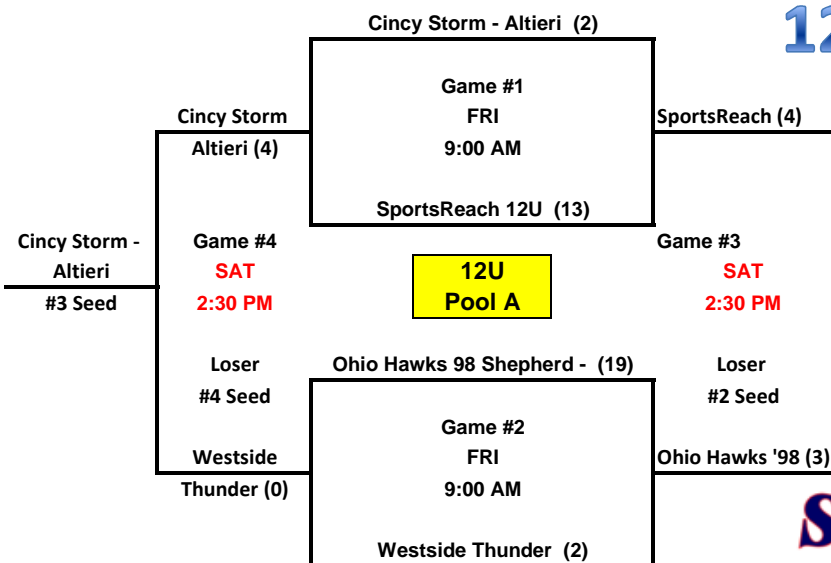 Cincy Storm - Altieri (2)
12
Game #1
Cincy Storm
FRI
SportsReach (4)
Altieri (4)
9:00 AM
SportsReach 12U (13)
Cincy Storm -
Game #4
Game #3
Altieri
SAT
12U
SAT
#3 Seed
2:30 PM
Pool A
2:30 PM
Loser
Ohio Hawks 98 Shepherd - (19)
Loser
#4 Seed
#2 Seed
Game #2
Westside
FRI
Ohio Hawks '98 (3)
Thunder (0)
9:00 AM
S
Westside Thunder (2)